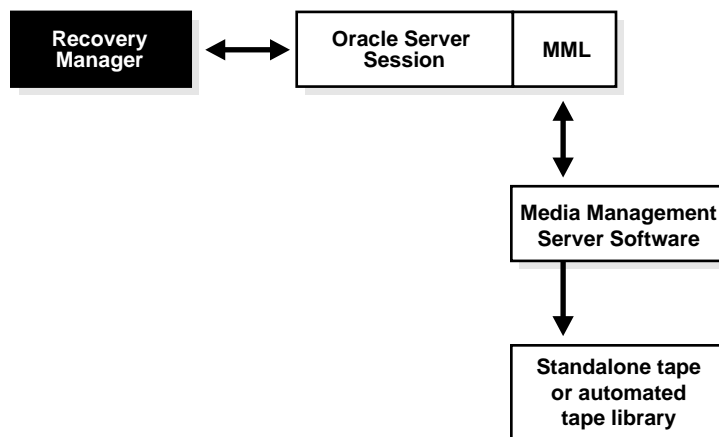 Recovery
Manager
Oracle Server
Session
MML
Media Management
Server Software
Standalone tape
or automated
tape library